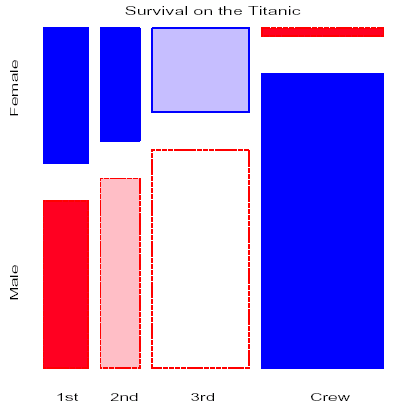 Survival on the Titanic
Female
Male
1st 2nd 3rd Crew